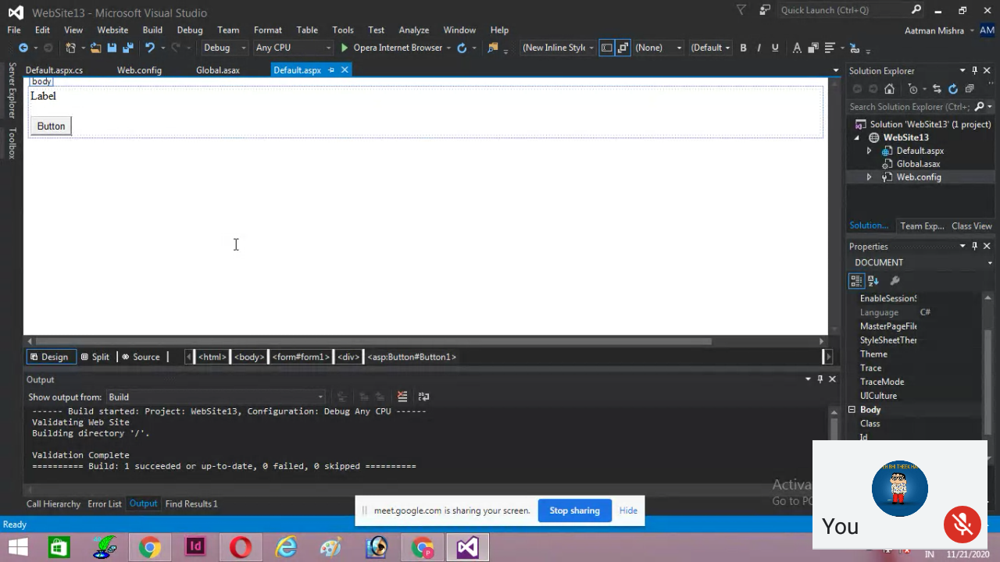 WebSite13 - Microsoft Visual Studio
Quick Launch (Ctrl+Q)
File Edit View Website Build Debug Team Format Table Tools Test Analyze Window Help
Aatman Mishra AM
Debug Any CPU Open Internet Browser (New Inline Style (None) (Default B I U A
Default.aspx.cs Web.config Global.asax Default.aspx
Server Explorer
Toolbox
body
Label
Button
Solution Explorer
Search Solution Explorer (Ctrl+;
Solution 'WebSite13' (1 project)
WebSite13
Default.aspx
Global.asax
Web.config
Solution... Team Exp... Class View
Properties
DOCUMENT
EnableSessionS
Language C#
MasterPageFile
StyleSheetTher
Theme
Trace
TraceMode
UICulture
Body
Class
Id
Design Split Source <html> <body> <form#form1> <div> <asp:Button#Button1>
Output
Show output from: Build
------ Build started: Project: WebSite13, Configuration: Debug Any CPU ------
Validating Web Site
Building directory '/'.
Validation Complete
========== Build: 1 succeeded or up-to-date, 0 failed, 0 skipped ==========
Activa
Go to PC
Call Hierarchy Error List Output Find Results 1
meet.google.com is sharing your screen. Stop sharing Hide
You
Ready
Id
IN 11/21/2020